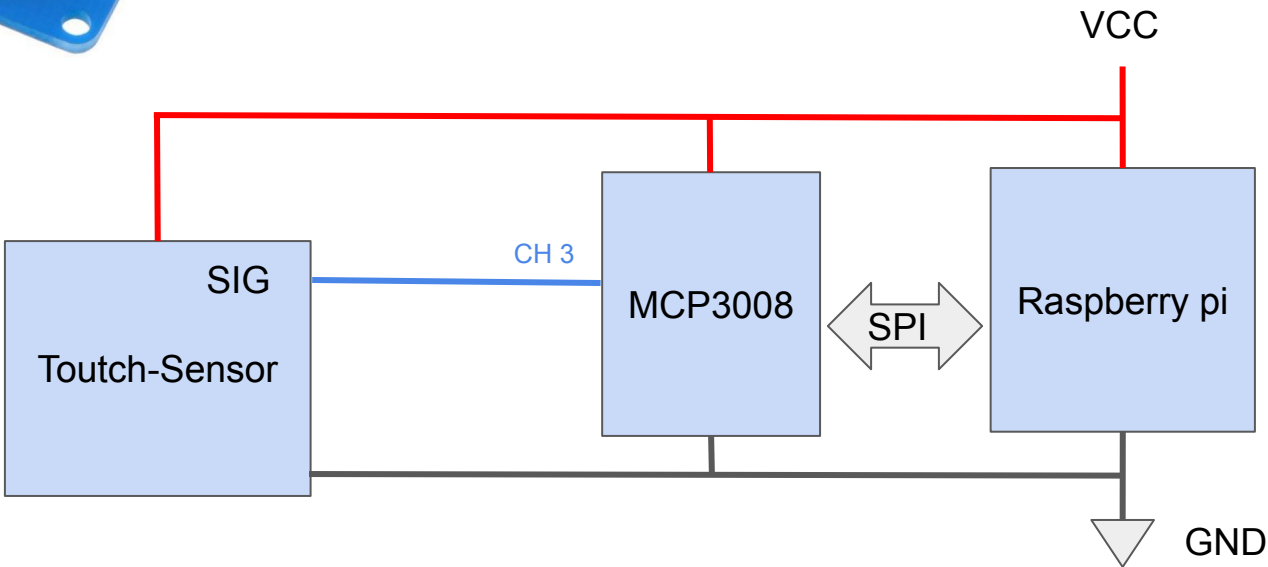 VCC
CH 3
SIG
Toutch-Sensor
MCP3008
SPI
Raspberry pi
GND